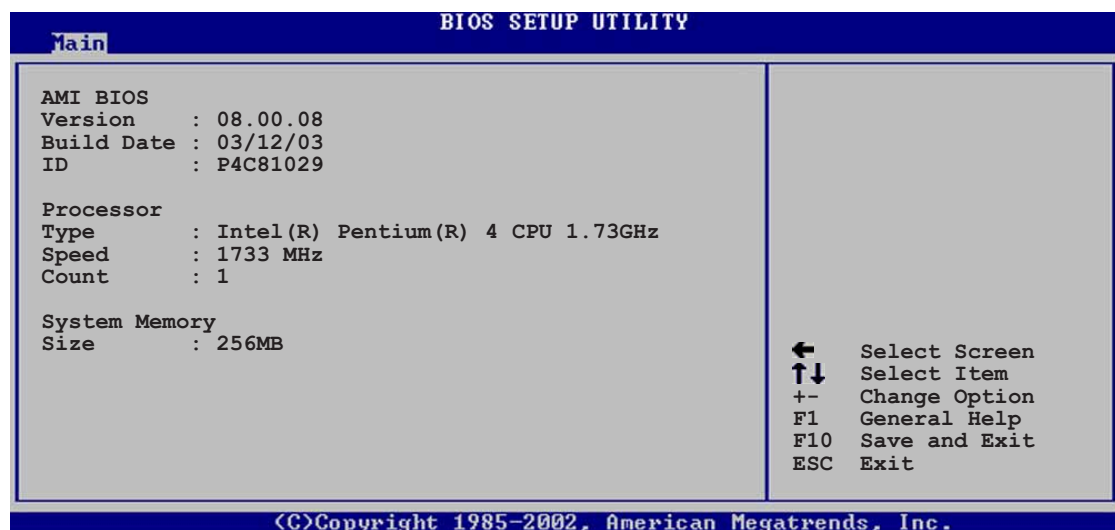 BIOS SETUP UTILITY
Main
AMI BIOS
Version : 08.00.08
Build Date : 03/12/03
ID : P4C81029
Processor
Type : Intel(R) Pentium(R) 4 CPU 1.73GHz
Speed : 1733 MHz
Count : 1
System Memory
Size : 256MB
← Select Screen
↑↓ Select Item
+- Change Option
F1 General Help
F10 Save and Exit
ESC Exit
(C)Copyright 1985-2002, American Megatrends, Inc.